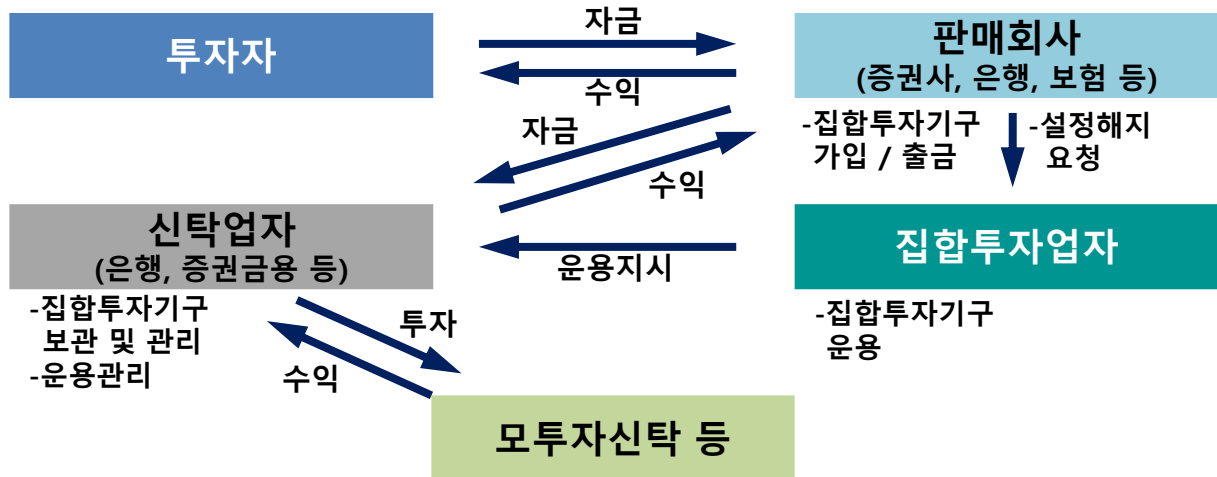 투자자
자금
수익
판매회사
(증권사, 은행, 보험 등)
-집합투자기구
가입 / 출금
-설정해지
요청
자금
수익
신탁업자
(은행, 증권금용 등)
운용지시
집합투자업자
-집합투자기구
보관 및 관리
-운용관리
투자
수익
-집합투자기구
운용
모투자신탁 등